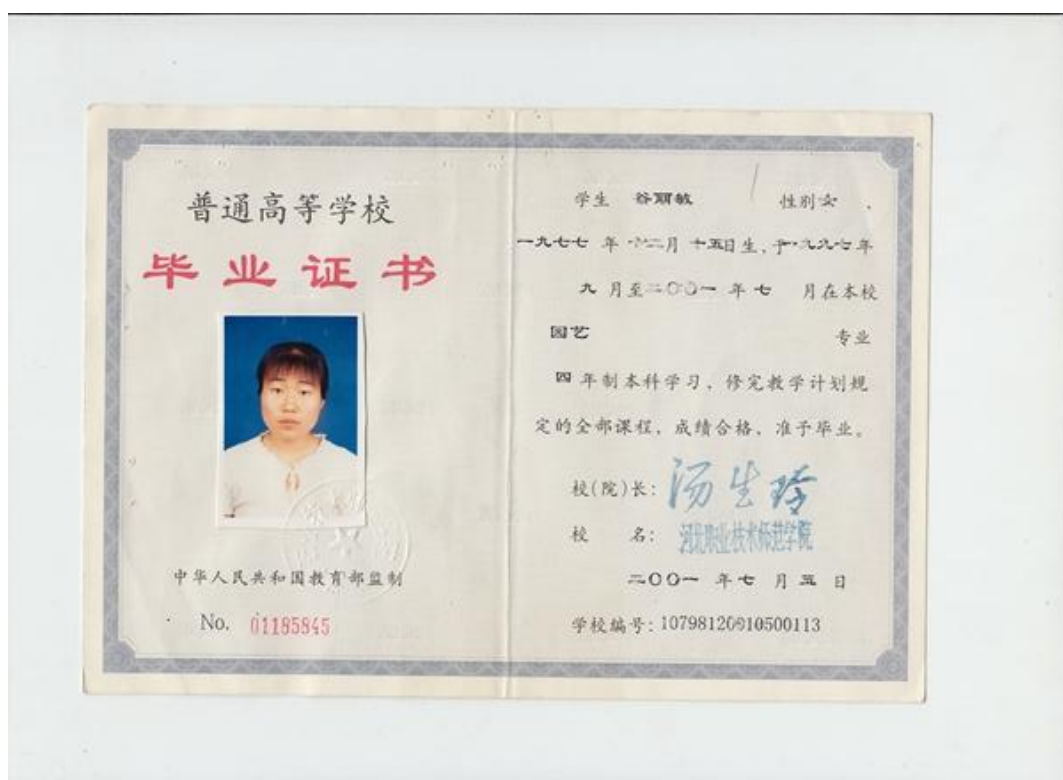 普通高等学校
毕业证书
中华人民共和国教育部监制
No. 01185845
学生 谷丽敏 性别女,
一九七七年十二月十五日生,于一九九七年
九月至二〇〇一年七月在本校
园艺 专业
四年制本科学习、修完教学计划规
定的全部课程,成绩合格、准予毕业。
校(院)长: 汤生玲
校 名: 河北职业技术师范学院
二〇〇一年七月五日
学校编号: